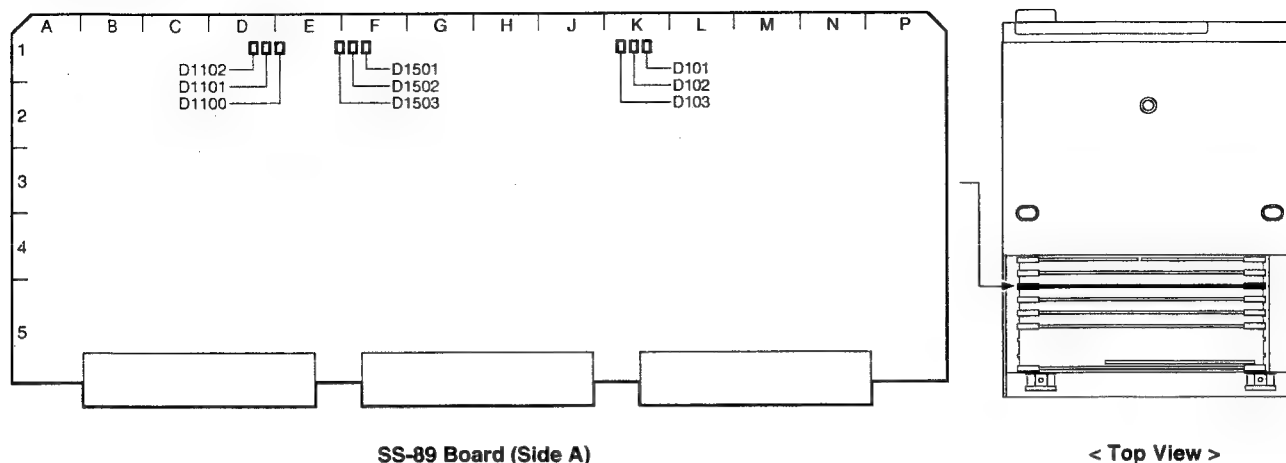 A B C D E F G H J K L M N P
1
D1102
D1101
D1100
D1501
D1502
D1503
D101
D102
D103
2
3
4
5
SS-89 Board (Side A)
< Top View >